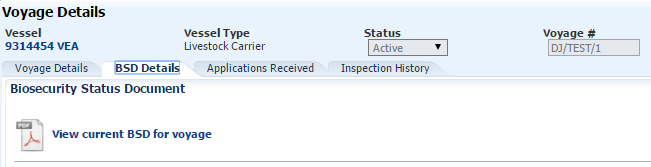 Voyage Details
Vessel Vessel Type Status Voyage #
9314454 VEA Livestock Carrier Active DJ/TEST/1
Voyage Details BSD Details Applications Received Inspection History
Biosecurity Status Document
PDF View current BSD for voyage